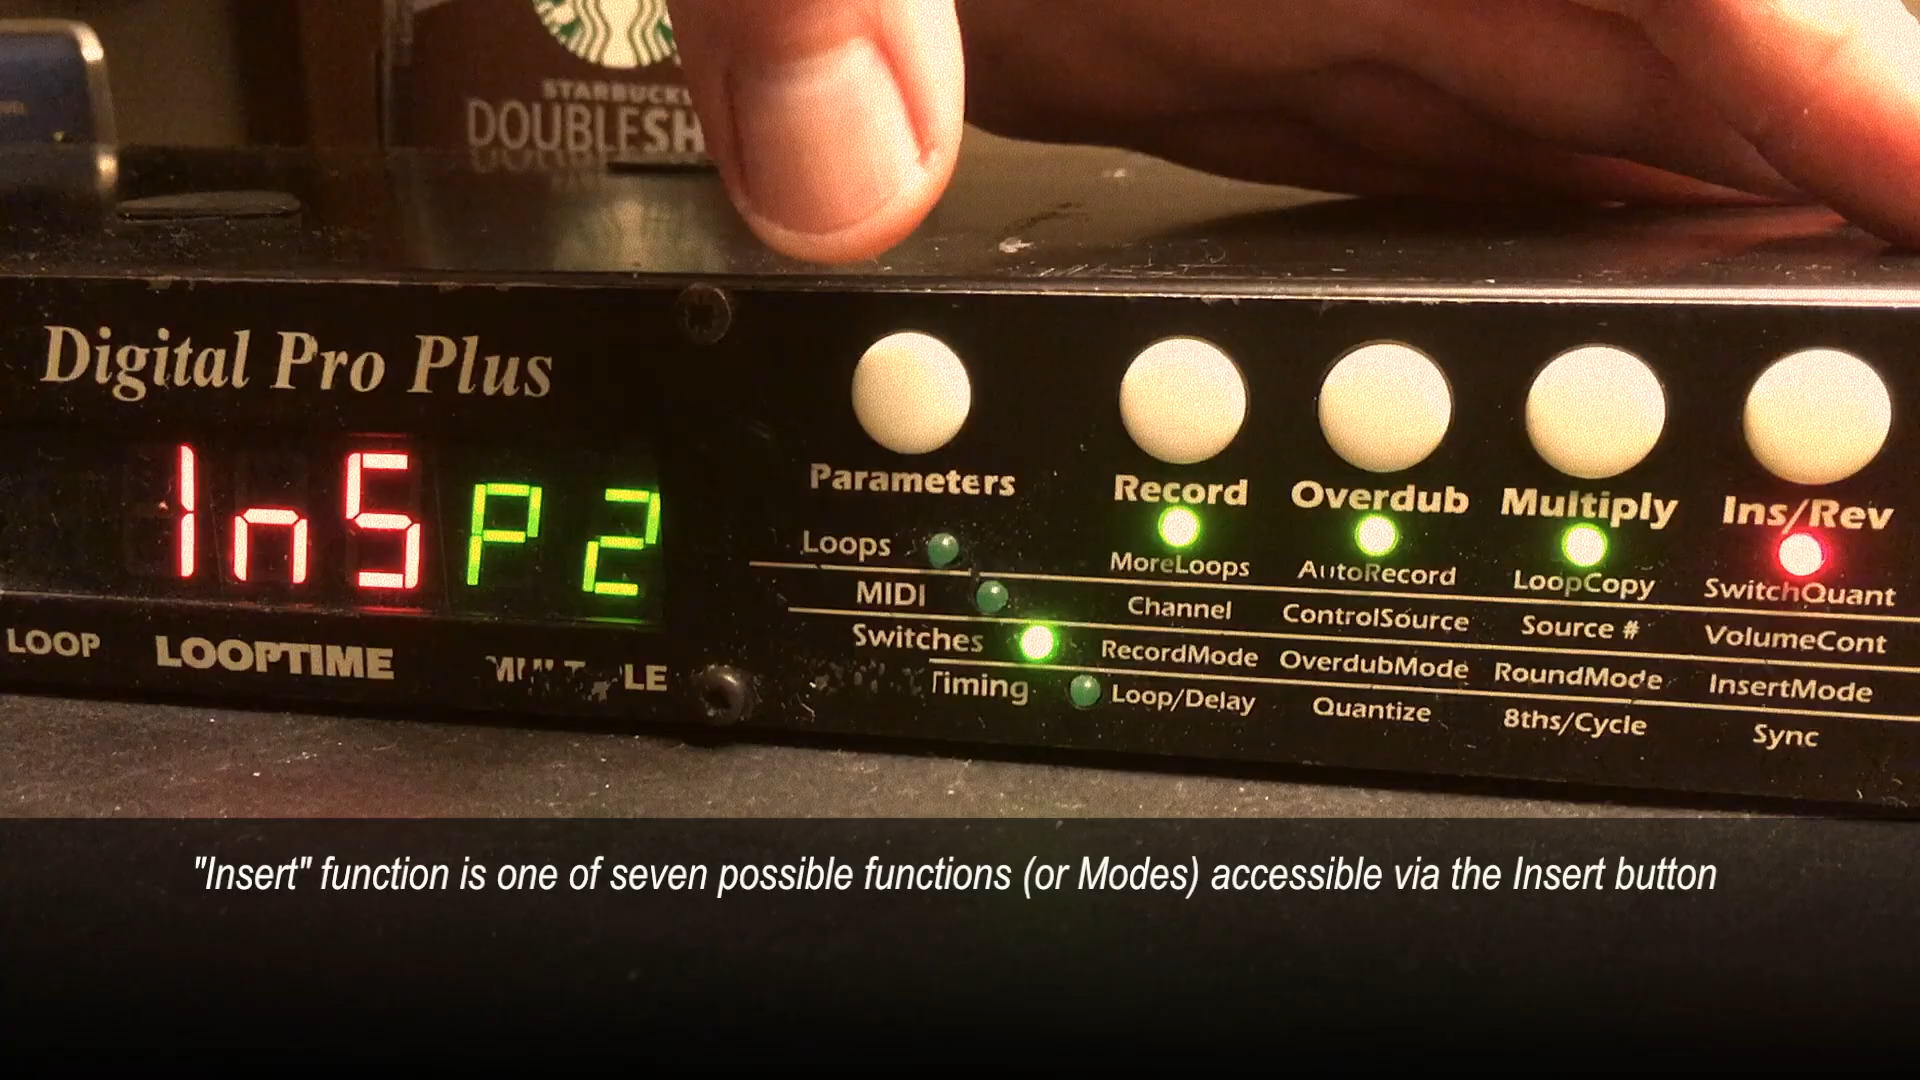 STARBUCKS
DOUBLESH
Digital Pro Plus
InS P 2
LOOP LOOPTIME
Parameters Record Overdub Multiply Ins/Rev
Loops MoreLoops AutoRecord LoopCopy SwitchQuant
MIDI Channel ControlSource Source # VolumeCont
Switches RecordMode OverdubMode RoundMode InsertMode
Timing Loop/Delay Quantize 8ths/Cycle Sync
"Insert" function is one of seven possible functions (or Modes) accessible via the Insert button